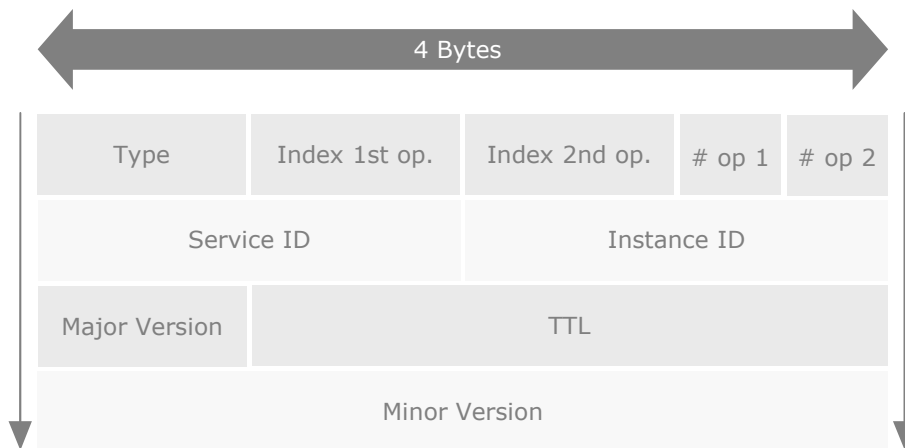 4 Bytes
Type Index 1st op. Index 2nd op. # op 1 # op 2
Service ID Instance ID
Major Version TTL
Minor Version